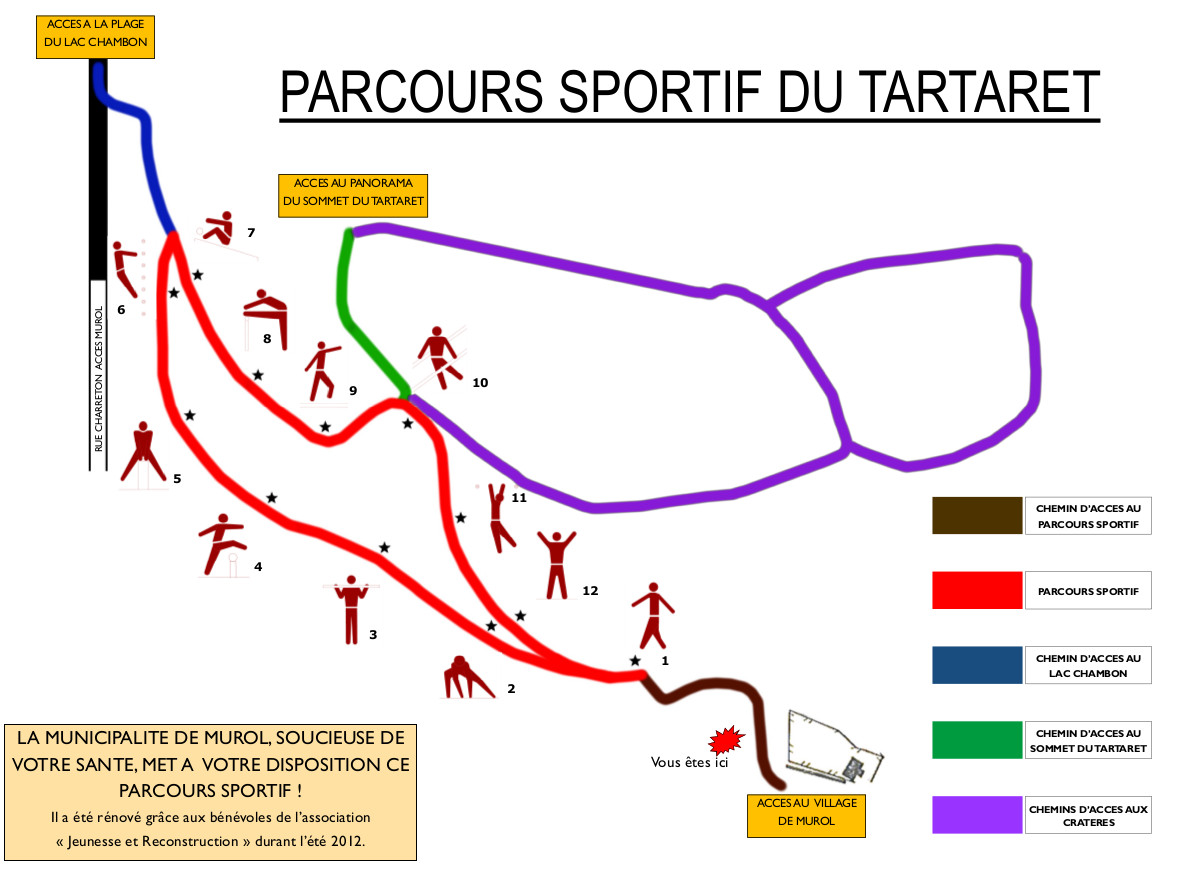 ACCES A LA PLAGE
DU LAC CHAMBON
PARCOURS SPORTIF DU TARTARET
ACCES AU PANORAMA
DU SOMMET DU TARTARET
7
6
8
9
10
RUE CHARRETON ACCES MUROL
5
11
4
12
3
1
2
CHEMIN D'ACCES AU
PARCOURS SPORTIF
PARCOURS SPORTIF
CHEMIN D'ACCES AU
LAC CHAMBON
CHEMIN D'ACCES AU
SOMMET DU TARTARET
CHEMINS D'ACCES AUX
CRATERES
LA MUNICIPALITE DE MUROL, SOUCIEUSE DE
VOTRE SANTE, MET A VOTRE DISPOSITION CE
PARCOURS SPORTIF !
Il a été rénové grâce aux bénévoles de l'association
« Jeunesse et Reconstruction » durant l'été 2012.
Vous êtes ici
ACCES AU VILLAGE
DE MUROL